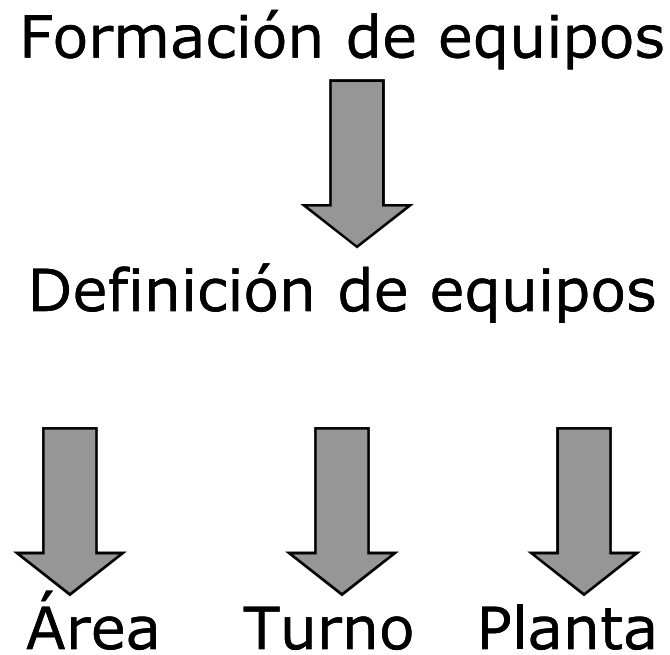 Formación de equipos
Definición de equipos
Área Turno Planta